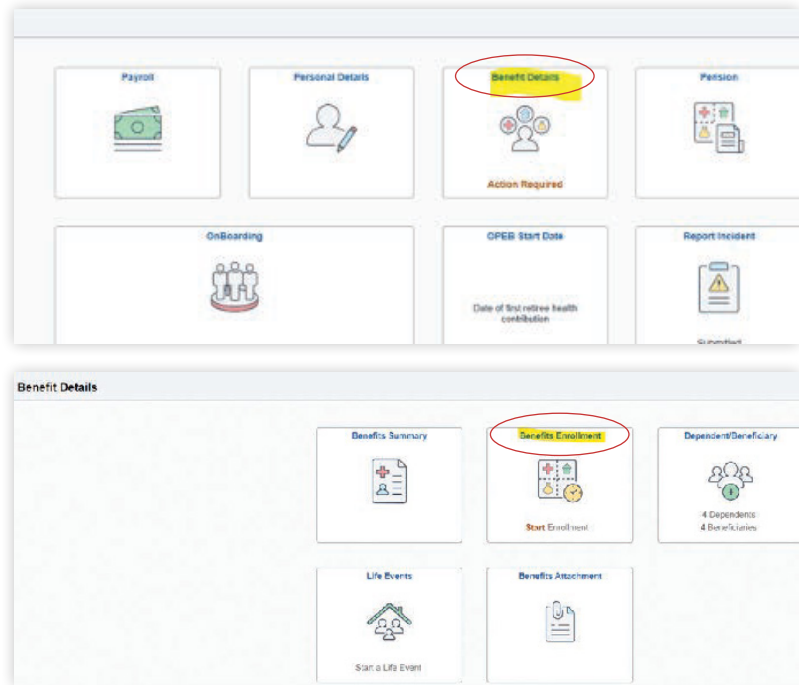 Payroll
Personal Details
Benefit Details
Pension
Action Required
OnBoarding
OPEB Start Date
Report Incident
Date of first retiree health
contribution
Submitted
Benefit Details
Benefits Summary
Benefits Enrollment
Dependent/Beneficiary
Start Enrollment
4 Dependents
4 Beneficiaries
Life Events
Benefits Attachment
Start a Life Event